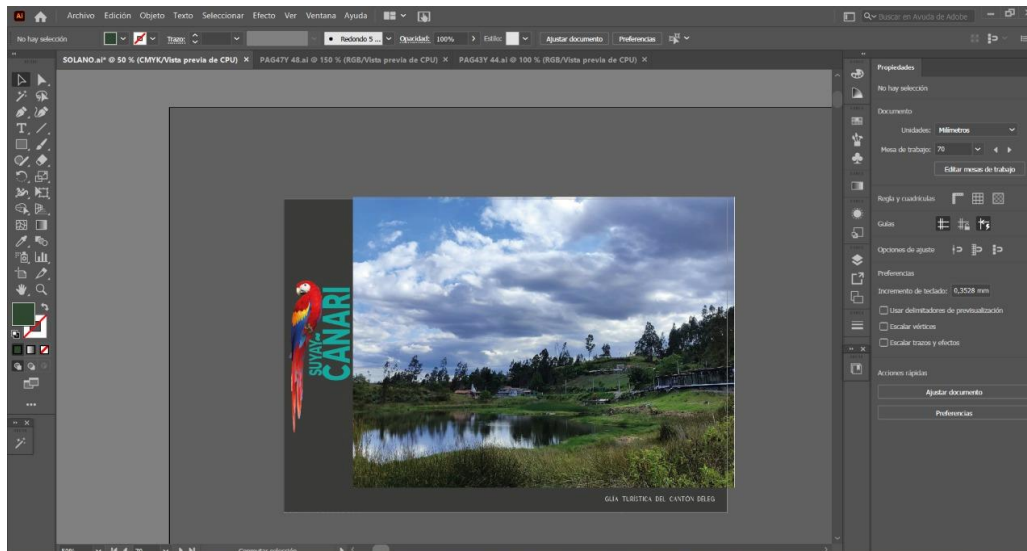 Ai Archivo Edición Objeto Texto Seleccionar Efecto Ver Ventana Ayuda Buscar en Ayuda de Adobe
No hay selección Trazo: Redondo 5 ... Opacidad: 100% Estilo: Ajustar documento Preferencias
SOLANO.ai* @ 50 % (CMYK/Vista previa de CPU) × PAG47Y 48.ai @ 150 % (RGB/Vista previa de CPU) × PAG43Y 44.ai @ 100 % (RGB/Vista previa de CPU) ×
Propiedades
No hay selección
Documento
Unidades: Milímetros
Mesa de trabajo: 70
Editar mesas de trabajo
Regla y cuadrículas
Guías
Opciones de ajuste
Preferencias
Incremento de teclado: 0,3528 mm
Usar delimitadores de previsualización
Escalar vértices
Escalar trazos y efectos
Acciones rápidas
Ajustar documento
Preferencias
SUYAY
CANARI
GUÍA TURÍSTICA DEL CANTÓN DÉLEG
50% 70